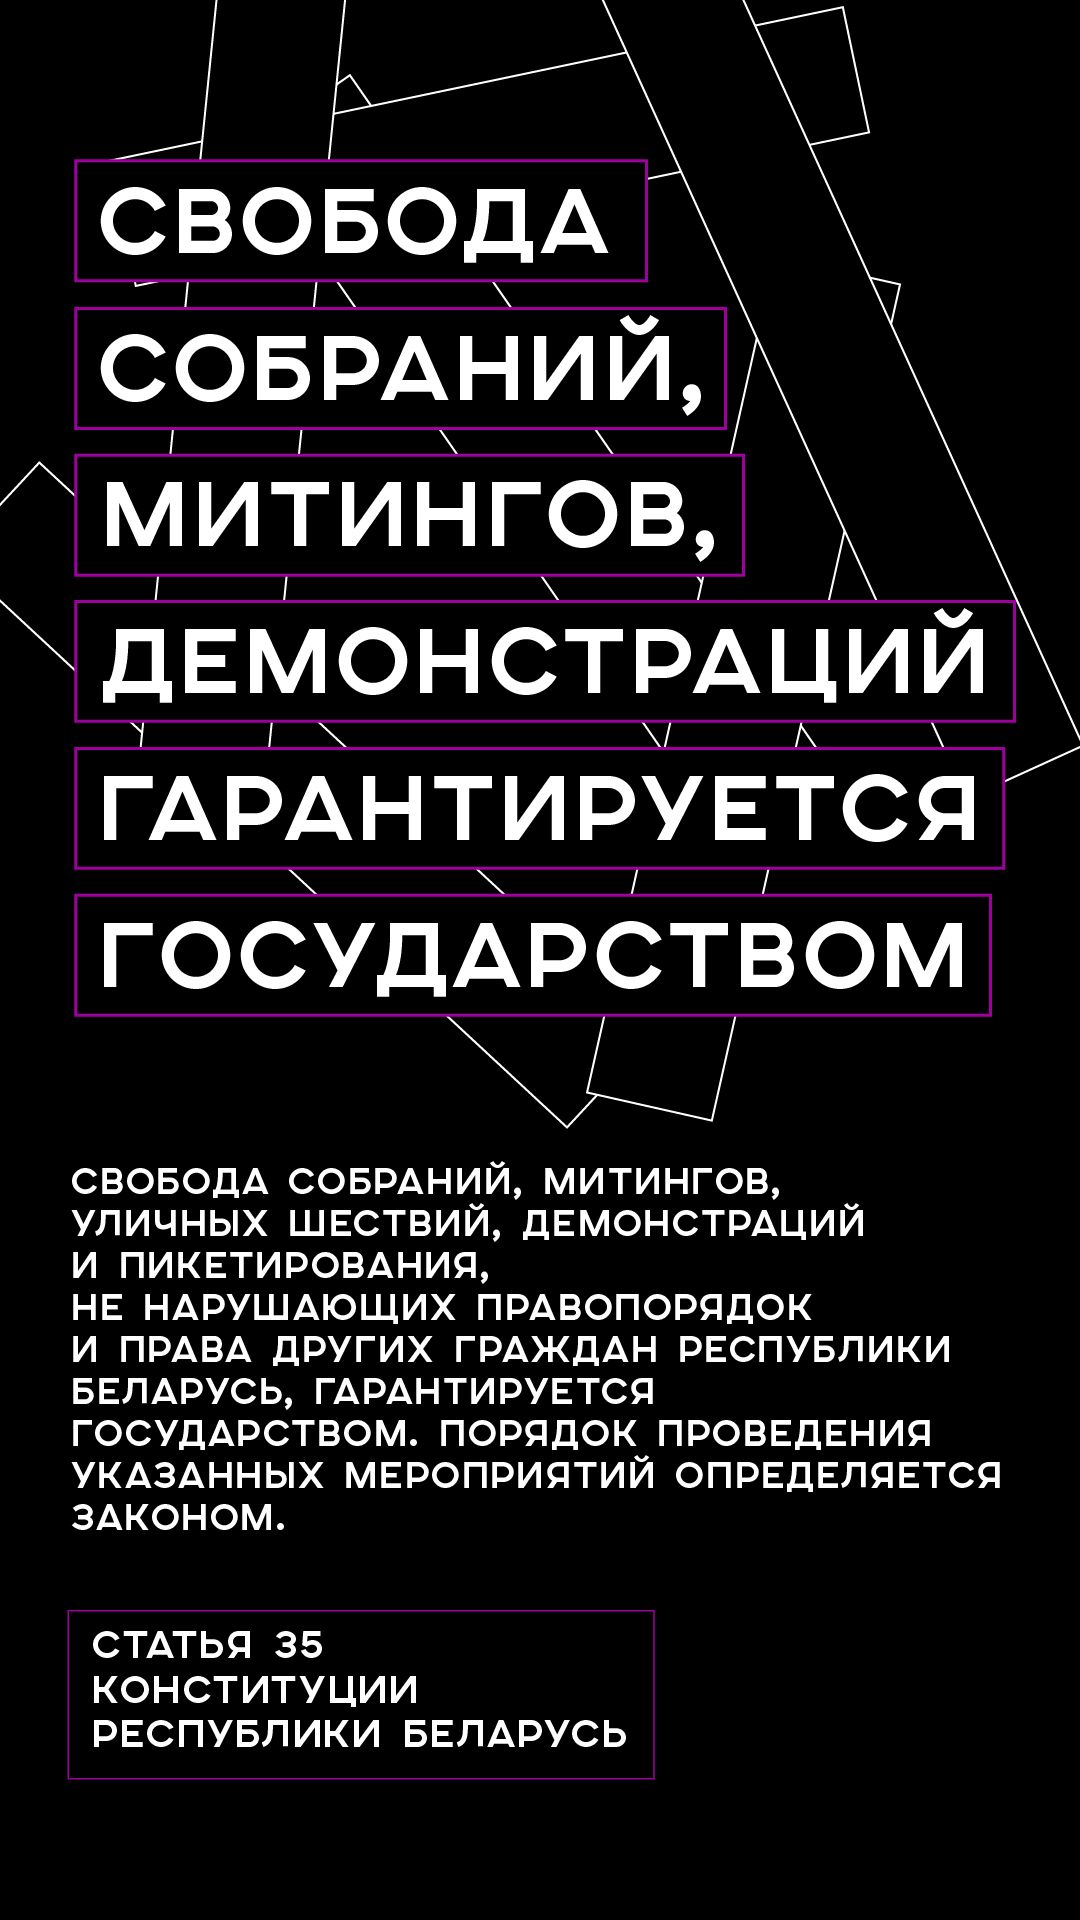 СВОБОДА
СОБРАНИЙ,
МИТИНГОВ,
ДЕМОНСТРАЦИЙ
ГАРАНТИРУЕТСЯ
ГОСУДАРСТВОМ
СВОБОДА СОБРАНИЙ, МИТИНГОВ,
УЛИЧНЫХ ШЕСТВИЙ, ДЕМОНСТРАЦИЙ
И ПИКЕТИРОВАНИЯ,
НЕ НАРУШАЮЩИХ ПРАВОПОРЯДОК
И ПРАВА ДРУГИХ ГРАЖДАН РЕСПУБЛИКИ
БЕЛАРУСЬ, ГАРАНТИРУЕТСЯ
ГОСУДАРСТВОМ. ПОРЯДОК ПРОВЕДЕНИЯ
УКАЗАННЫХ МЕРОПРИЯТИЙ ОПРЕДЕЛЯЕТСЯ
ЗАКОНОМ.
СТАТЬЯ 35
КОНСТИТУЦИИ
РЕСПУБЛИКИ БЕЛАРУСЬ